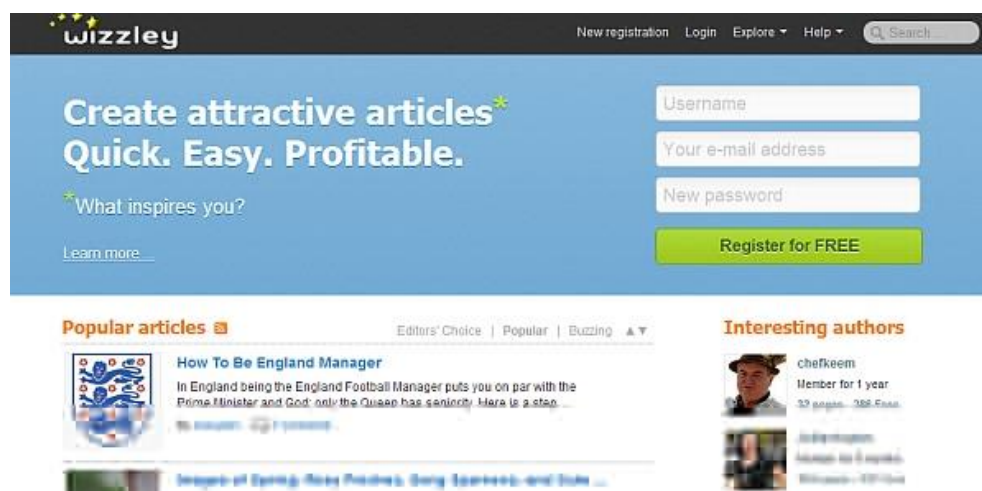 wizzley
New registration Login Explore Help Search ...
Create attractive articles*
Quick. Easy. Profitable.
*What inspires you?
Learn more ...
Username
Your e-mail address
New password
Register for FREE
Popular articles
Editors' Choice | Popular | Buzzing ▲▼
How To Be England Manager
In England being the England Football Manager puts you on par with the
Prime Minister and God; only the Queen has seniority. Here is a step ...
Interesting authors
chefkeem
Member for 1 year